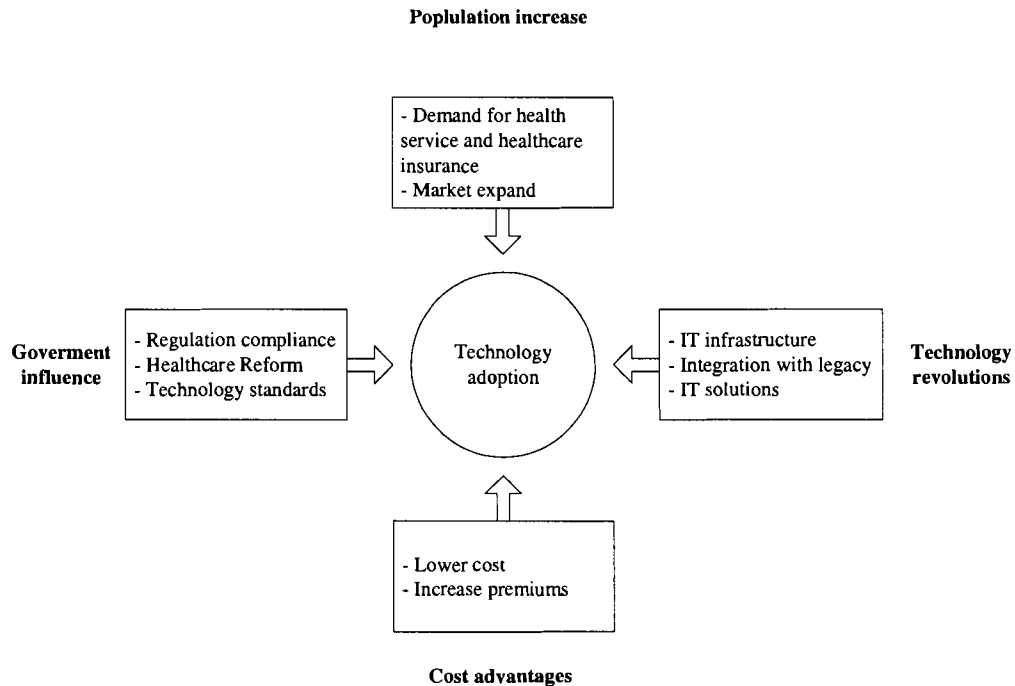 Poplulation increase
- Demand for health
service and healthcare
insurance
- Market expand
Goverment
influence
- Regulation compliance
- Healthcare Reform
- Technology standards
Technology
adoption
- IT infrastructure
- Integration with legacy
- IT solutions
Technology
revolutions
- Lower cost
- Increase premiums
Cost advantages